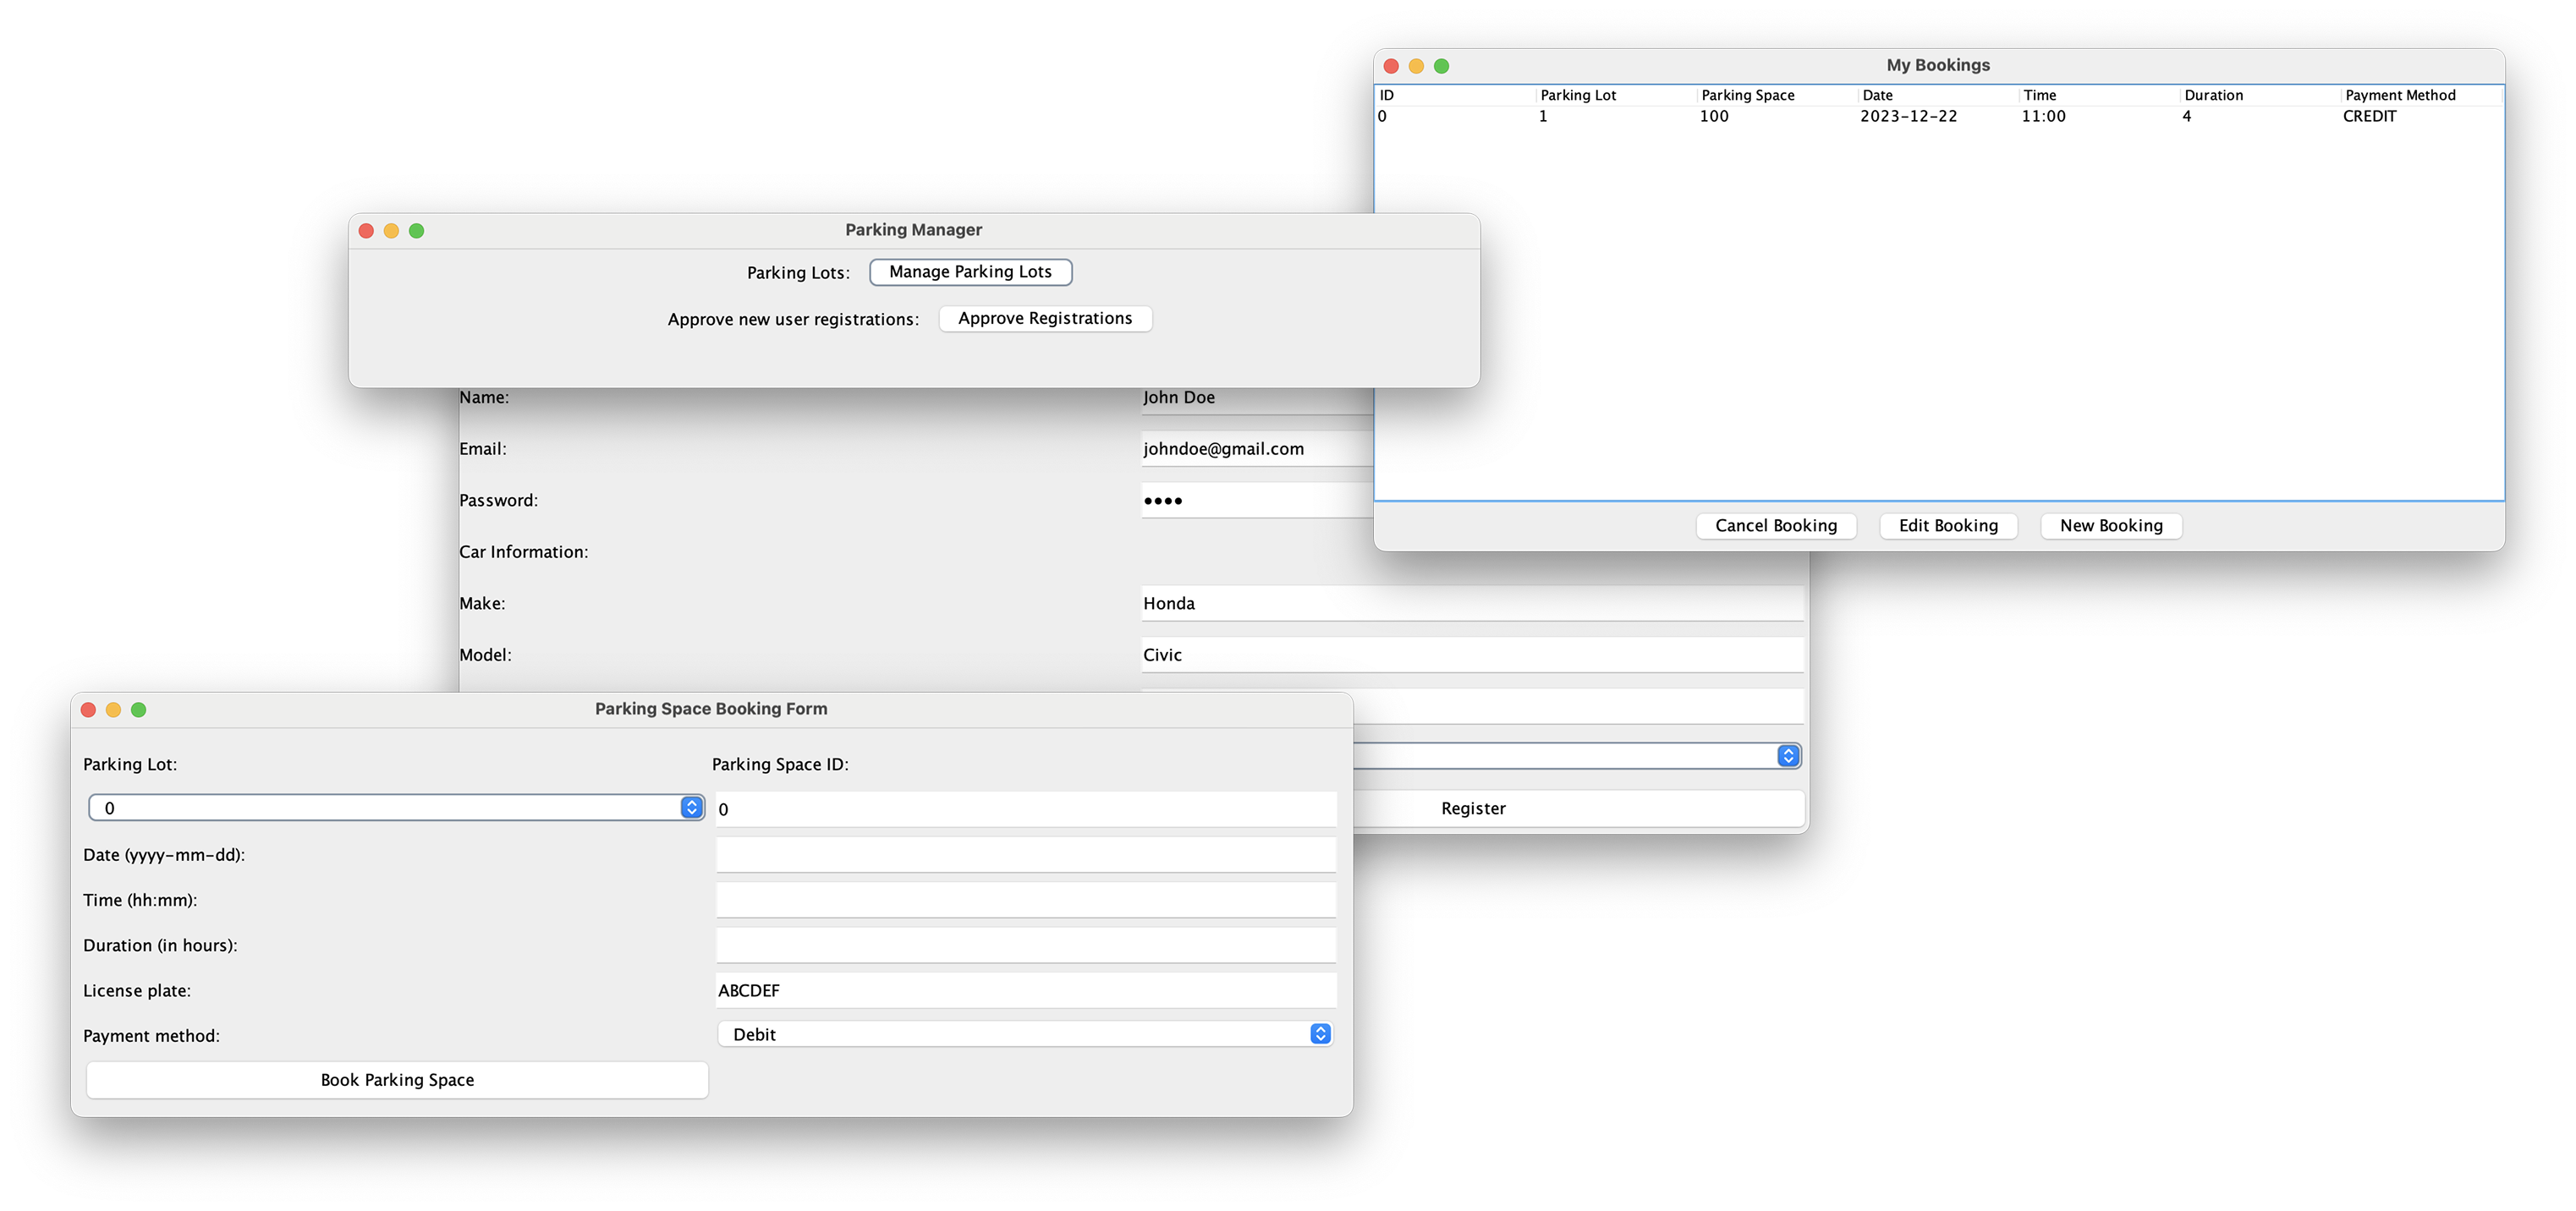 My Bookings
ID Parking Lot Parking Space Date Time Duration Payment Method
0 1 100 2023-12-22 11:00 4 CREDIT
Cancel Booking Edit Booking New Booking
Parking Manager
Parking Lots: Manage Parking Lots
Approve new user registrations: Approve Registrations
Name: John Doe
Email: johndoe@gmail.com
Password: ••••
Car Information:
Make: Honda
Model: Civic
Register
Parking Space Booking Form
Parking Lot: Parking Space ID:
0 0
Date (yyyy-mm-dd):
Time (hh:mm):
Duration (in hours):
License plate: ABCDEF
Payment method: Debit
Book Parking Space